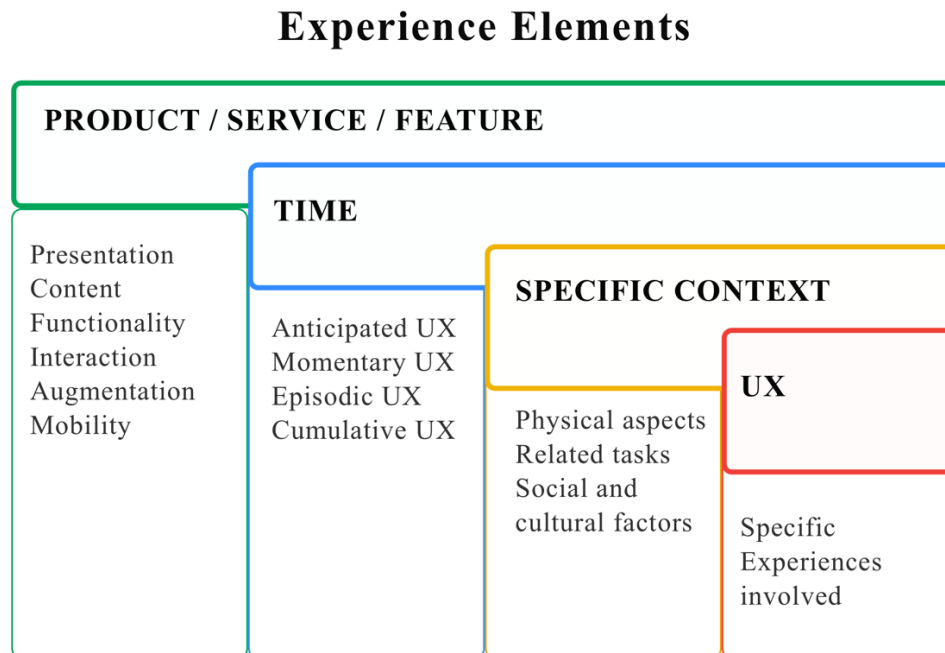 Experience Elements
PRODUCT / SERVICE / FEATURE
Presentation
Content
Functionality
Interaction
Augmentation
Mobility
TIME
Anticipated UX
Momentary UX
Episodic UX
Cumulative UX
SPECIFIC CONTEXT
Physical aspects
Related tasks
Social and
cultural factors
UX
Specific
Experiences
involved